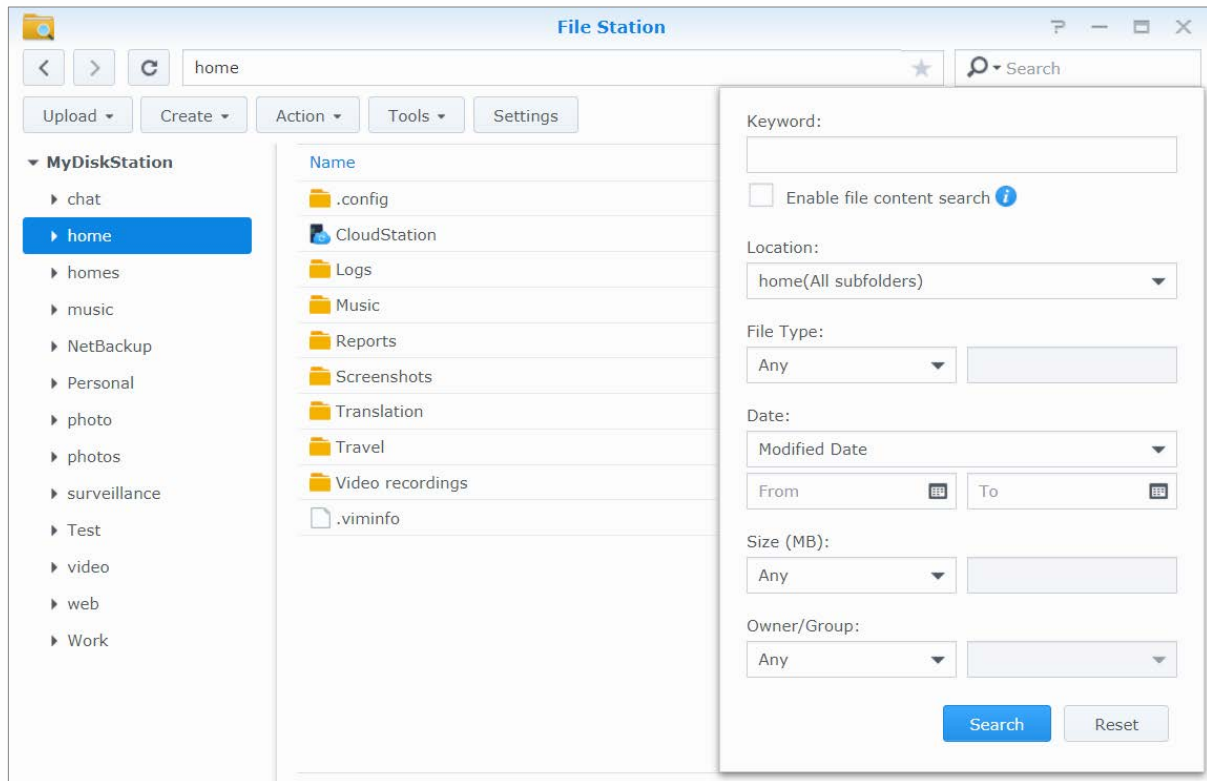 File Station
home
Search
Upload Create Action Tools Settings
MyDiskStation
chat
home
homes
music
NetBackup
Personal
photo
photos
surveillance
Test
video
web
Work
Name
.config
CloudStation
Logs
Music
Reports
Screenshots
Translation
Travel
Video recordings
.viminfo
Keyword:
Enable file content search
Location:
home(All subfolders)
File Type:
Any
Date:
Modified Date
From To
Size (MB):
Any
Owner/Group:
Any
Search Reset